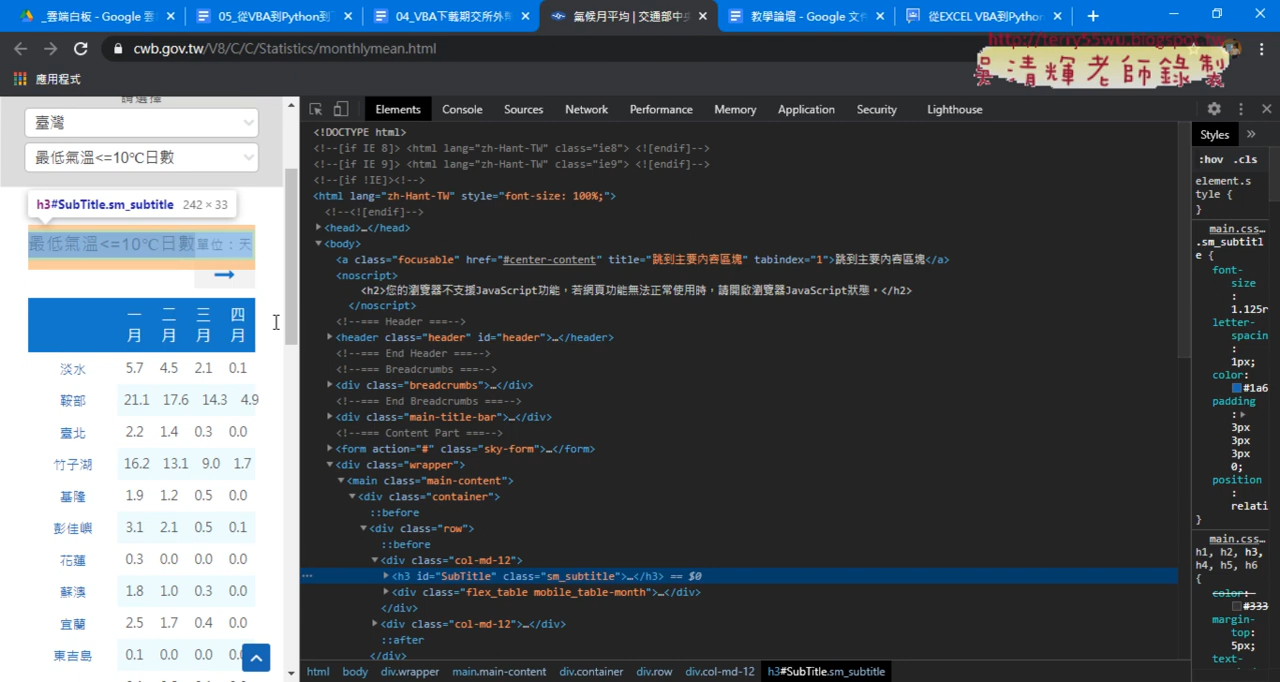 _雲端白板 - Google 雲
05_從VBA到Python到
04_VBA下載期交所外幣
氣候月平均 | 交通部中央
教學論壇 - Google 文件
從EXCEL VBA到Python
cwb.gov.tw/V8/C/C/Statistics/monthlymean.html
http://terry55wu.blogspot.tw
吳清輝老師錄製
應用程式
請選擇
臺灣
最低氣溫<=10℃日數
h3#SubTitle.sm_subtitle 242 × 33
最低氣溫<=10℃日數 單位：天
一月 二月 三月 四月
淡水 5.7 4.5 2.1 0.1
鞍部 21.1 17.6 14.3 4.9
臺北 2.2 1.4 0.3 0.0
竹子湖 16.2 13.1 9.0 1.7
基隆 1.9 1.2 0.5 0.0
彭佳嶼 3.1 2.1 0.5 0.1
花蓮 0.3 0.0 0.0 0.0
蘇澳 1.8 1.0 0.3 0.0
宜蘭 2.5 1.7 0.4 0.0
東吉島 0.1 0.0 0.0
Elements Console Sources Network Performance Memory Application Security Lighthouse
<!DOCTYPE html>
<!--[if IE 8]> <html lang="zh-Hant-TW" class="ie8"> <![endif]-->
<!--[if IE 9]> <html lang="zh-Hant-TW" class="ie9"> <![endif]-->
<!--[if !IE]><!-->
<html lang="zh-Hant-TW" style="font-size: 100%;">
<!--<![endif]-->
<head>…</head>
<body>
<a class="focusable" href="#center-content" title="跳到主要內容區塊" tabindex="1">跳到主要內容區塊</a>
<noscript>
<h2>您的瀏覽器不支援JavaScript功能，若網頁功能無法正常使用時，請開啟瀏覽器JavaScript狀態。</h2>
</noscript>
<!--=== Header ===-->
<header class="header" id="header">…</header>
<!--=== End Header ===-->
<!--=== Breadcrumbs ===-->
<div class="breadcrumbs">…</div>
<!--=== End Breadcrumbs ===-->
<div class="main-title-bar">…</div>
<!--=== Content Part ===-->
<form action="#" class="sky-form">…</form>
<div class="wrapper">
<main class="main-content">
<div class="container">
::before
<div class="row">
::before
<div class="col-md-12">
<h3 id="SubTitle" class="sm_subtitle">…</h3> == $0
<div class="flex_table mobile_table-month">…</div>
</div>
<div class="col-md-12">…</div>
::after
</div>
html body div.wrapper main.main-content div.container div.row div.col-md-12 h3#SubTitle.sm_subtitle
Styles
:hov .cls
element.s
tyle {
}
main.css…
.sm_subtitl
e {
font-
size
:
1.125r
letter-
spacin
:
1px;
color:
#1a6
padding
:
3px
3px
3px
0;
position
:
relati
}
main.css…
h1, h2, h3,
h4, h5, h6
{
color:
#333
margin-
top:
5px;
text-